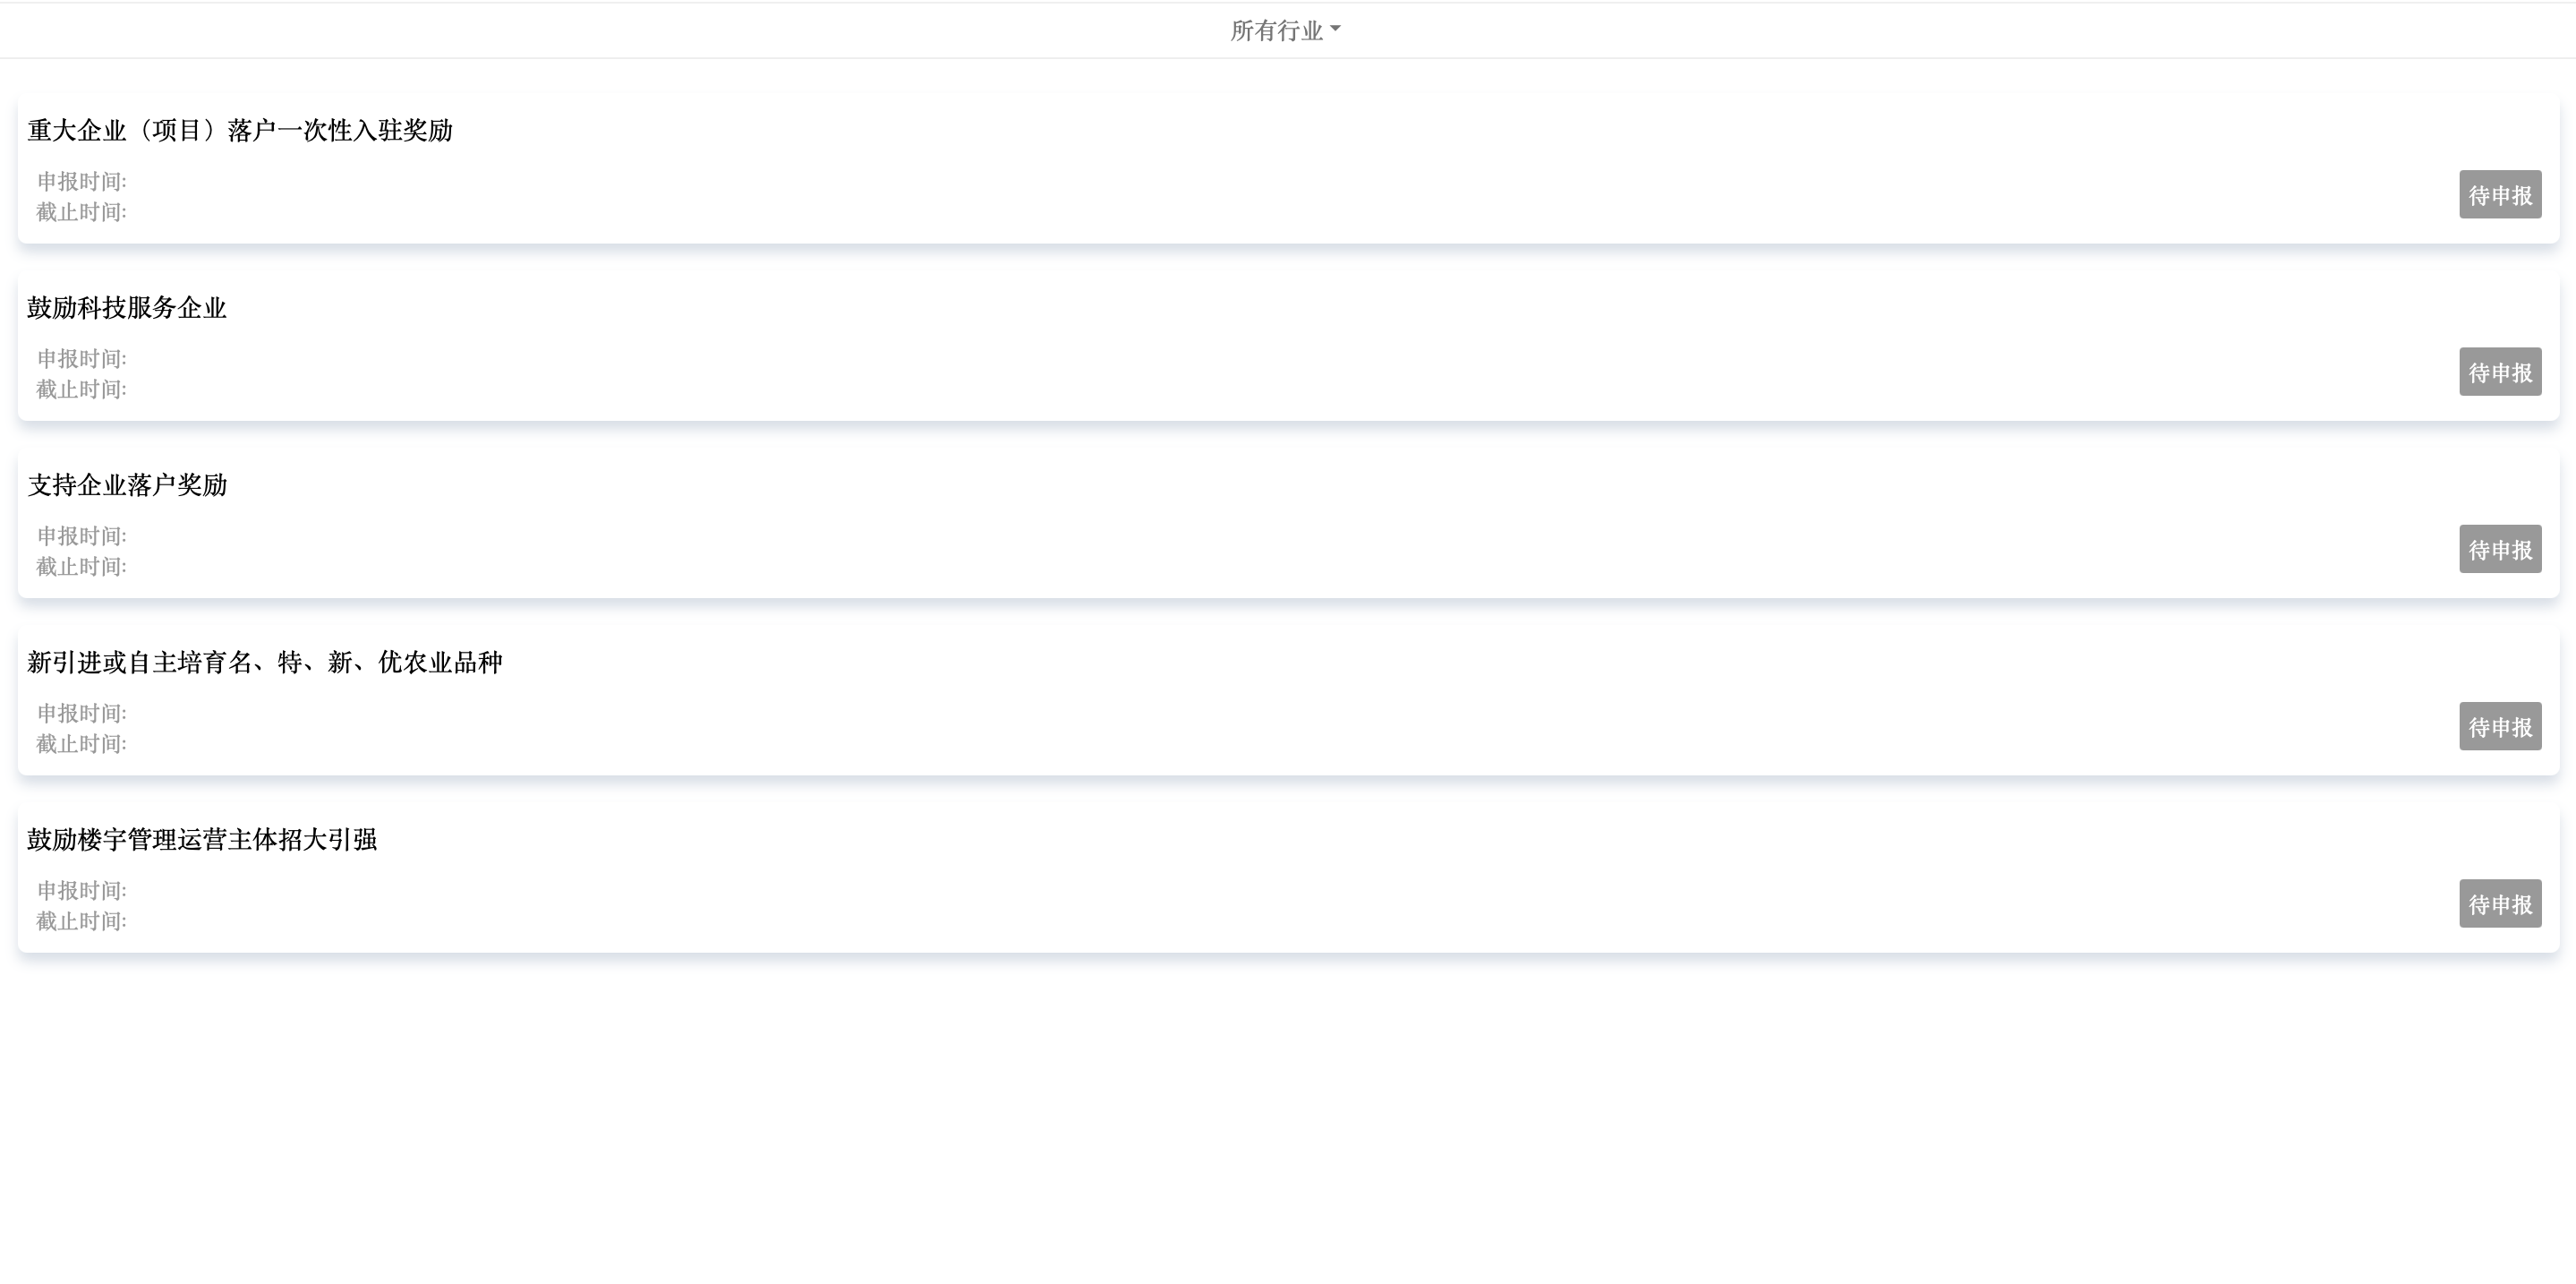 所有行业
重大企业（项目）落户一次性入驻奖励
申报时间:
截止时间:
待申报
鼓励科技服务企业
申报时间:
截止时间:
待申报
支持企业落户奖励
申报时间:
截止时间:
待申报
新引进或自主培育名、特、新、优农业品种
申报时间:
截止时间:
待申报
鼓励楼宇管理运营主体招大引强
申报时间:
截止时间:
待申报